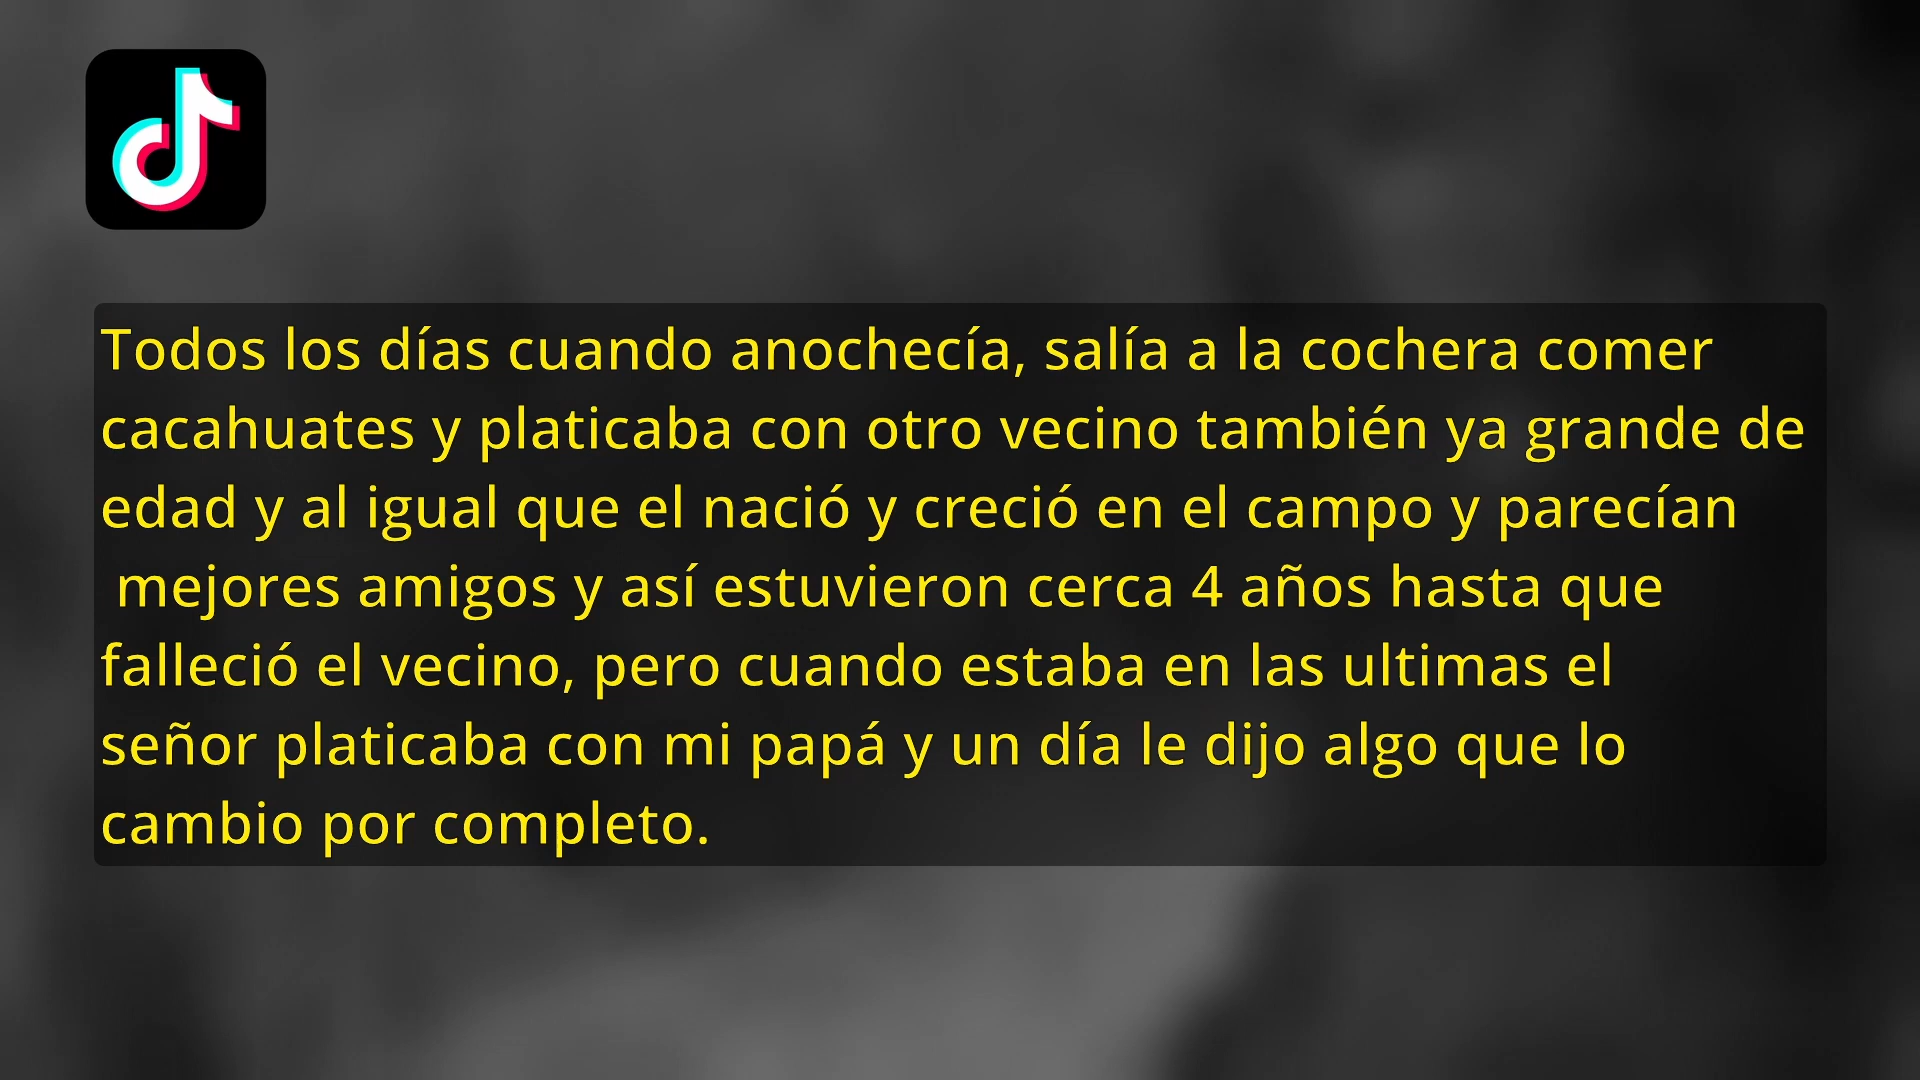 Todos los días cuando anochecía, salía a la cochera comer
cacahuates y platicaba con otro vecino también ya grande de
edad y al igual que el nació y creció en el campo y parecían
mejores amigos y así estuvieron cerca 4 años hasta que
falleció el vecino, pero cuando estaba en las ultimas el
señor platicaba con mi papá y un día le dijo algo que lo
cambio por completo.